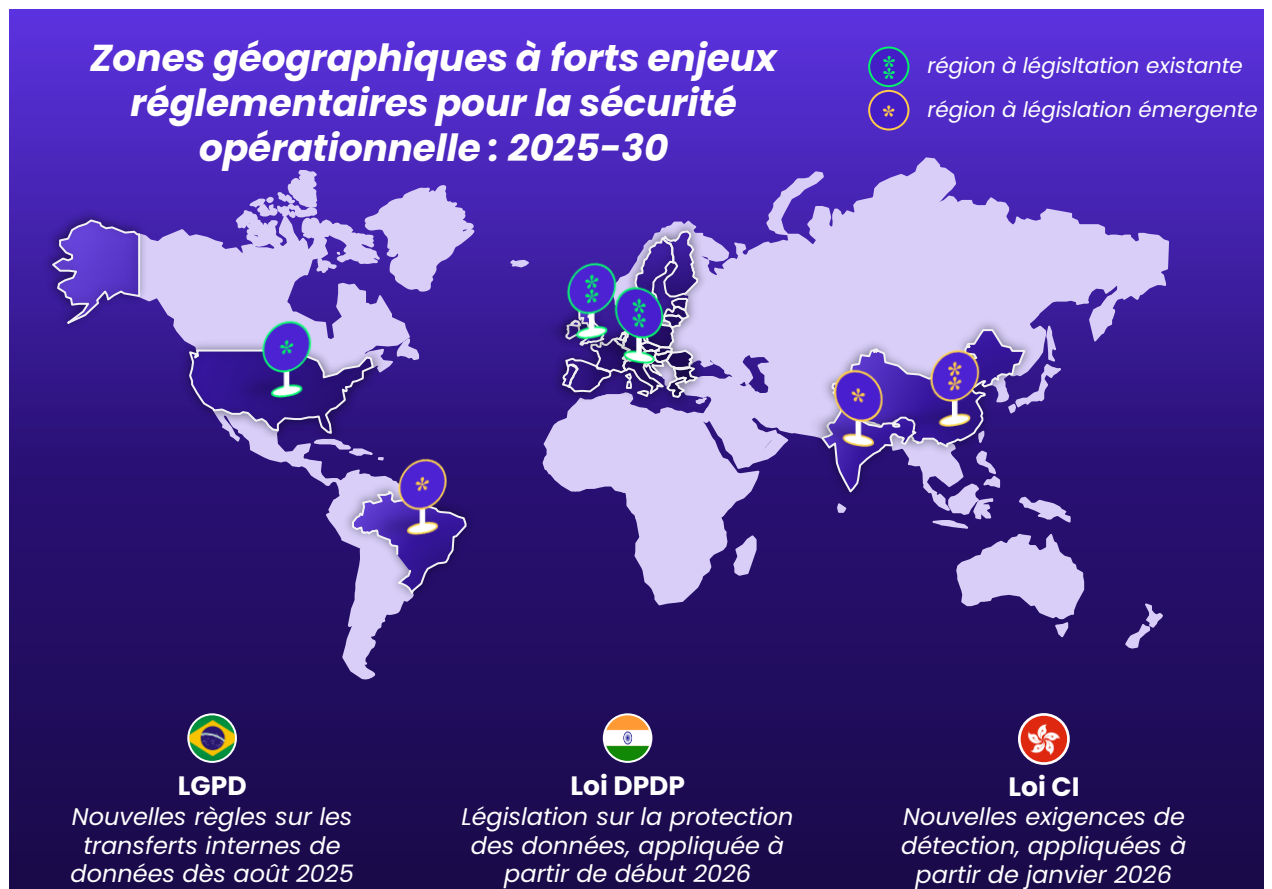 Zones géographiques à forts enjeux
réglementaires pour la sécurité
opérationnelle : 2025-30
région à législtation existante
région à législation émergente
LGPD
Nouvelles règles sur les
transferts internes de
données dès août 2025
Loi DPDP
Législation sur la protection
des données, appliquée à
partir de début 2026
Loi CI
Nouvelles exigences de
détection, appliquées à
partir de janvier 2026